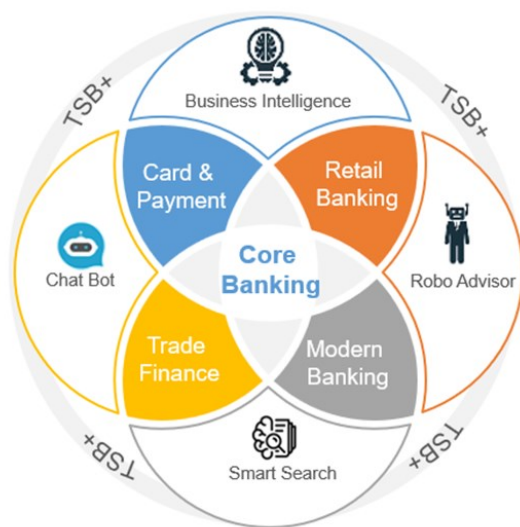 Business Intelligence
TSB+
TSB+
Card &
Payment
Retail
Banking
Chat Bot
Core
Banking
Robo Advisor
Trade
Finance
Modern
Banking
TSB+
TSB+
Smart Search